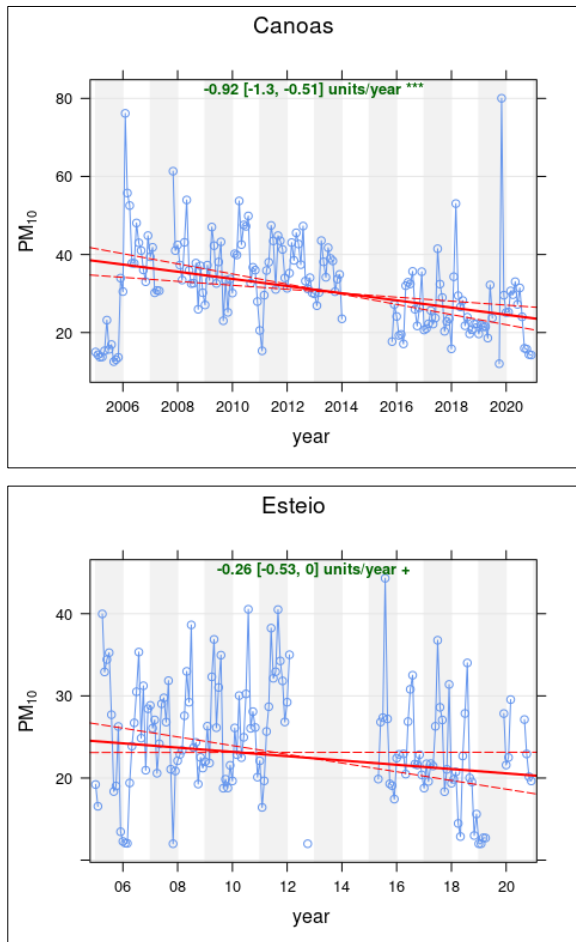 Canoas
-0.92 [-1.3, -0.51] units/year ***
80
60
40
20
PM₁₀
2006 2008 2010 2012 2014 2016 2018 2020
year
Esteio
-0.26 [-0.53, 0] units/year +
40
30
20
PM₁₀
06 08 10 12 14 16 18 20
year